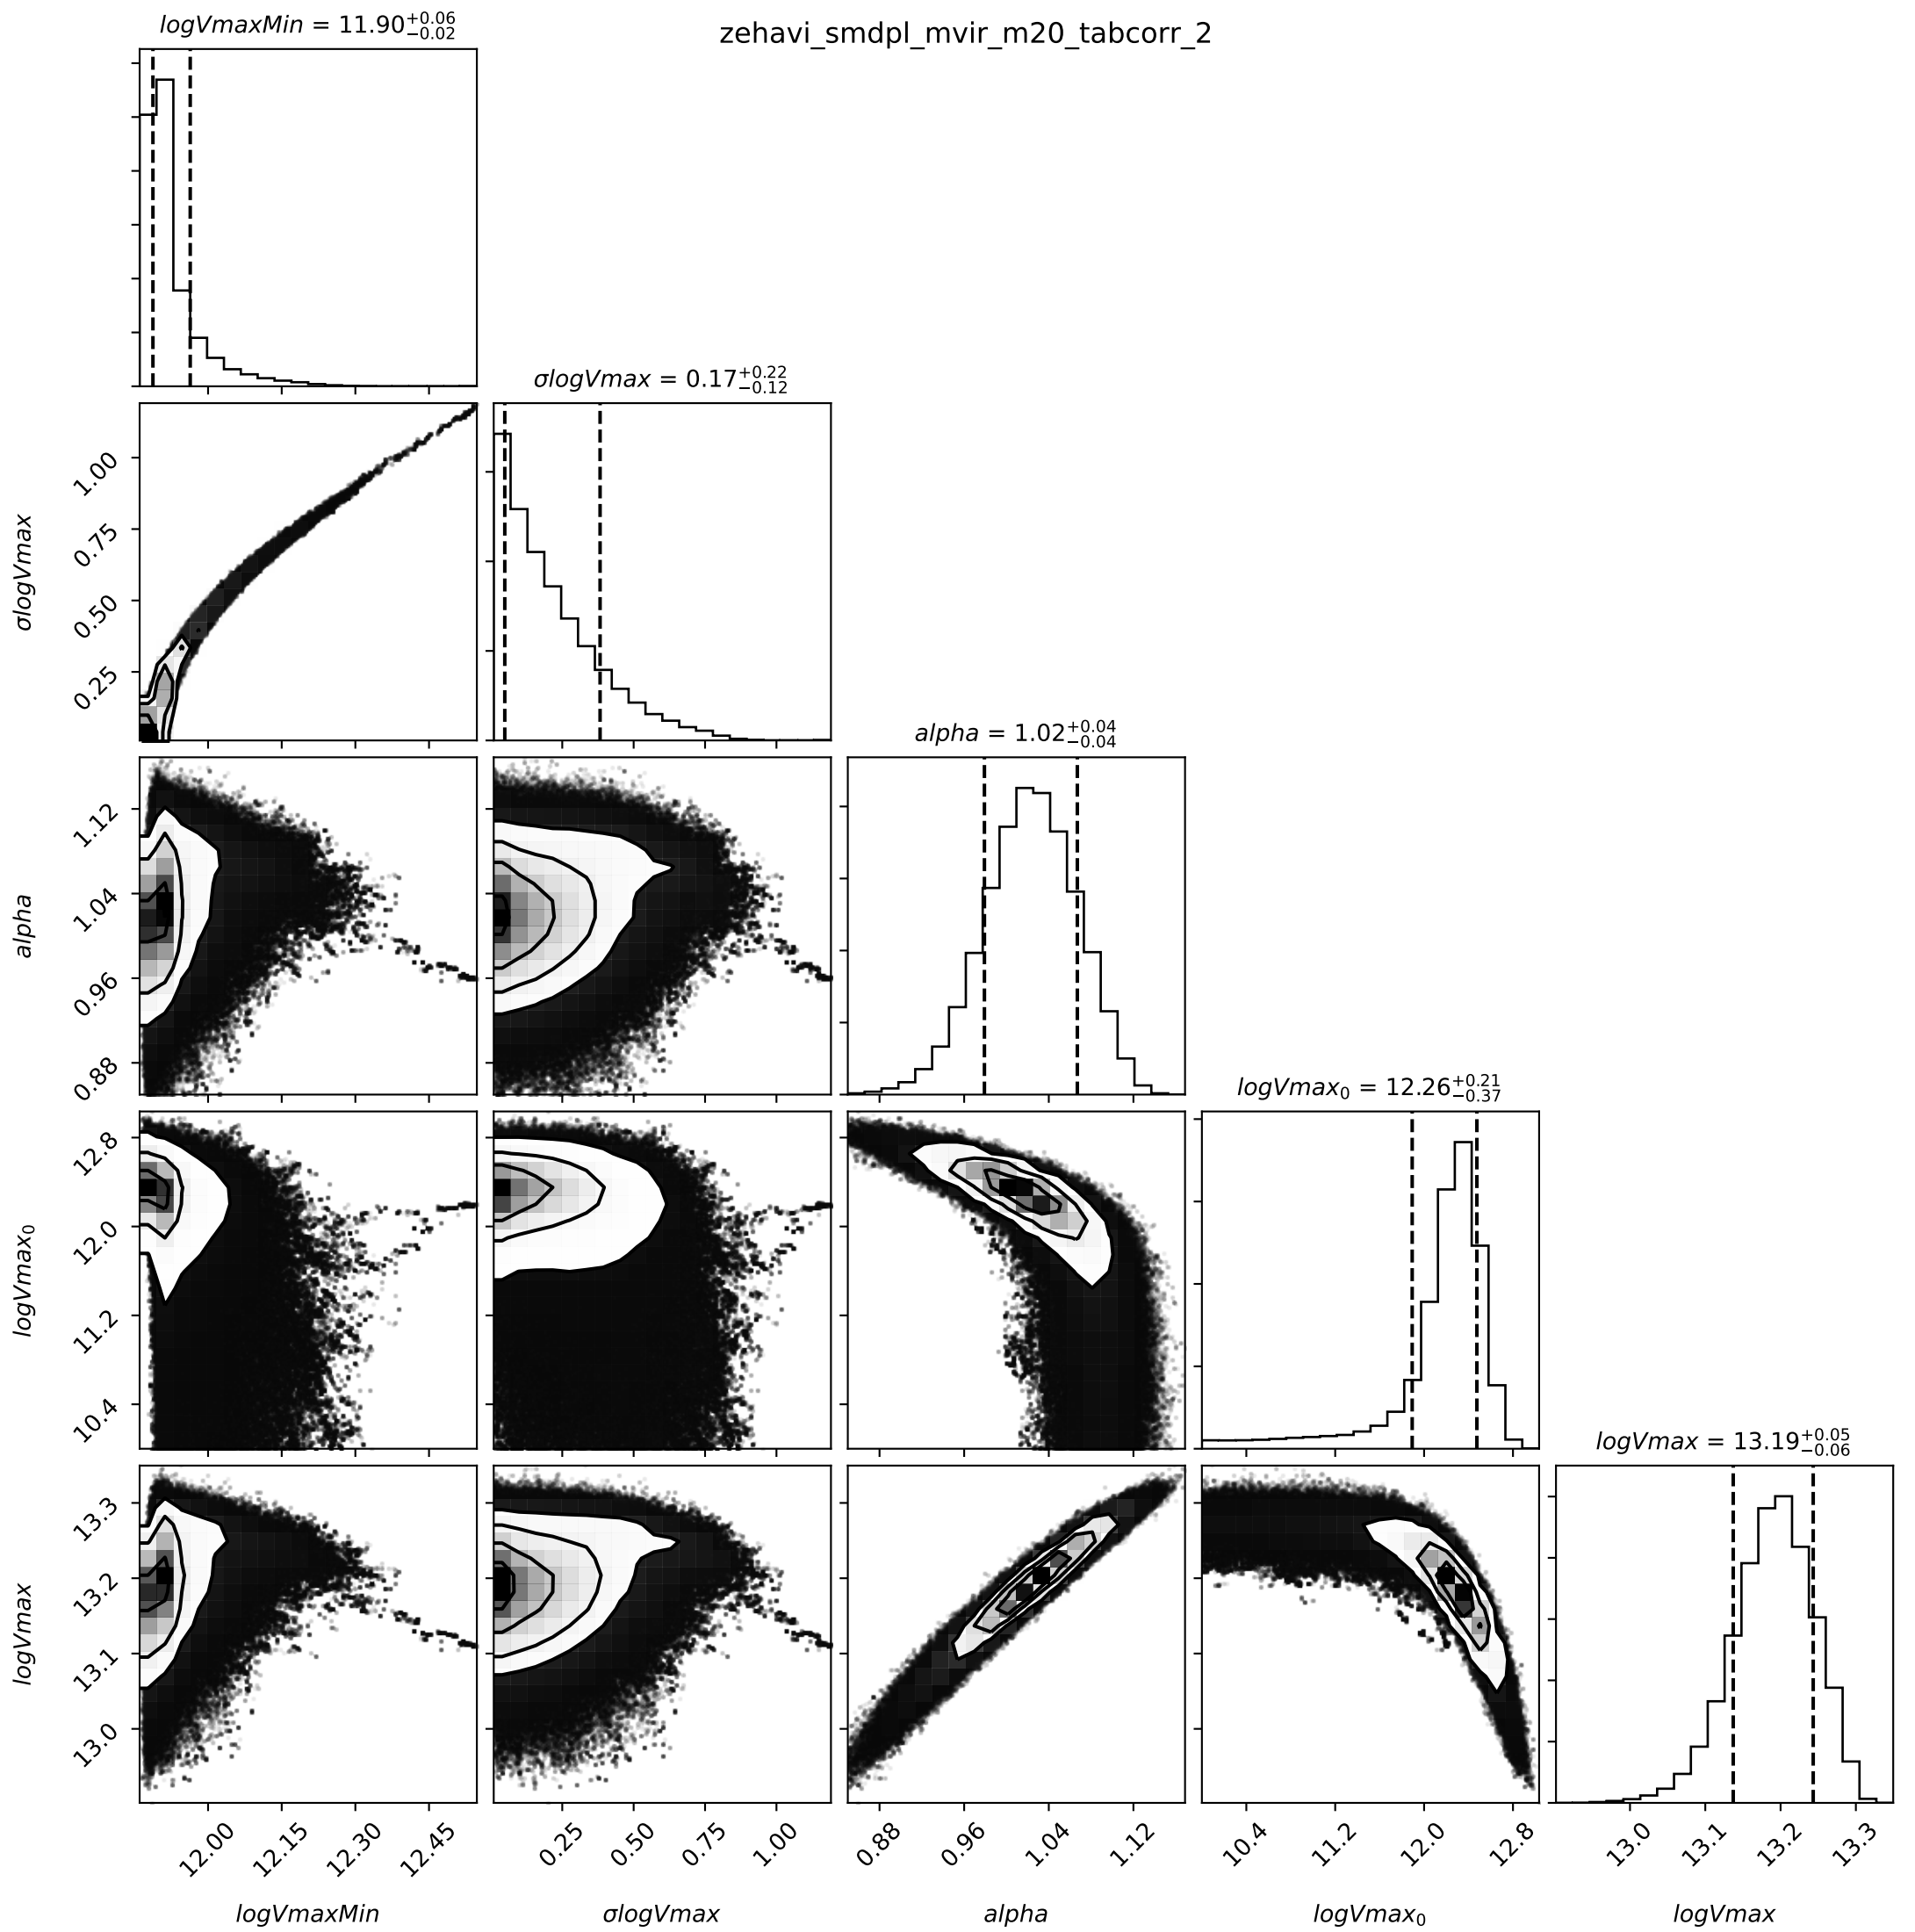 zehavi_smdpl_mvir_m20_tabcorr_2
logVmaxMin = 11.90+0.06−0.02
σlogVmax = 0.17+0.22−0.12
1.00
0.75
0.50
0.25
σlogVmax
alpha = 1.02+0.04−0.04
1.12
1.04
0.96
0.88
alpha
logVmax0 = 12.26+0.21−0.37
12.8
12.0
11.2
10.4
logVmax0
logVmax = 13.19+0.05−0.06
13.3
13.2
13.1
13.0
logVmax
12.00 12.15 12.30 12.45
0.25 0.50 0.75 1.00
0.88 0.96 1.04 1.12
10.4 11.2 12.0 12.8
13.0 13.1 13.2 13.3
logVmaxMin
σlogVmax
alpha
logVmax0
logVmax